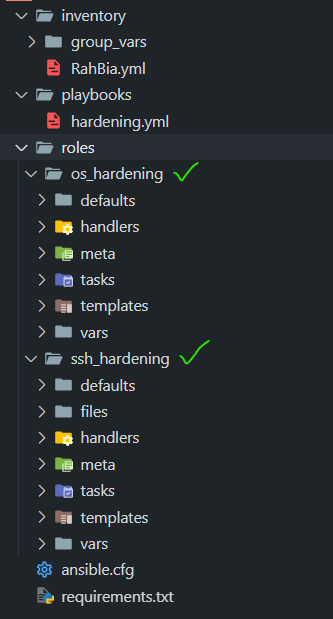 inventory
group_vars
RahBia.yml
playbooks
hardening.yml
roles
os_hardening
defaults
handlers
meta
tasks
templates
vars
ssh_hardening
defaults
files
handlers
meta
tasks
templates
vars
ansible.cfg
requirements.txt